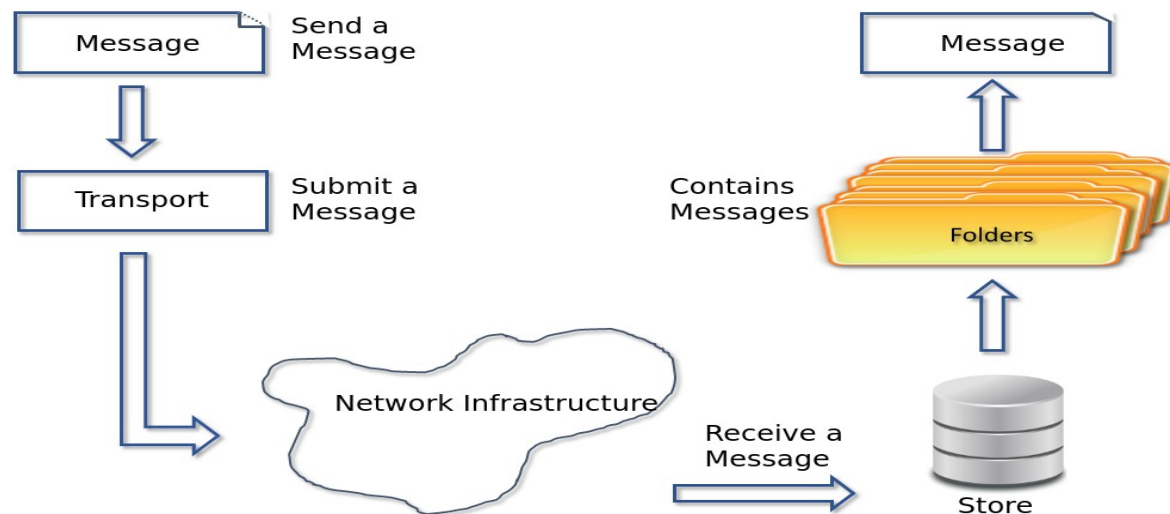 Message
Send a
Message
Transport
Submit a
Message
Network Infrastructure
Receive a
Message
Store
Contains
Messages
Folders
Message